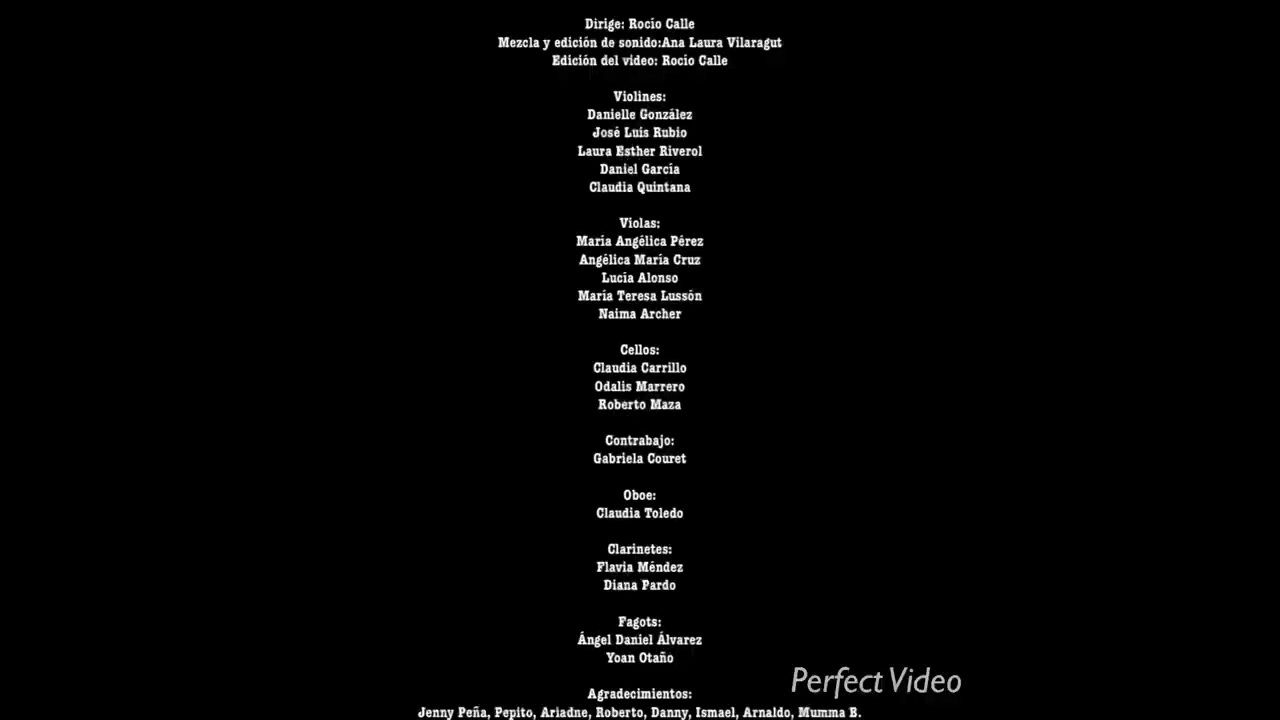 Dirige: Rocío Calle
Mezcla y edición de sonido:Ana Laura Vilaragut
Edición del video: Rocío Calle
Violines:
Danielle González
José Luis Rubio
Laura Esther Riverol
Daniel García
Claudia Quintana
Violas:
María Angélica Pérez
Angélica María Cruz
Lucía Alonso
María Teresa Lussón
Naima Archer
Cellos:
Claudia Carrillo
Odalis Marrero
Roberto Maza
Contrabajo:
Gabriela Couret
Oboe:
Claudia Toledo
Clarinetes:
Flavia Méndez
Diana Pardo
Fagots:
Ángel Daniel Álvarez
Yoan Otaño
Perfect Video
Agradecimientos:
Jenny Peña, Pepito, Ariadne, Roberto, Danny, Ismael, Arnaldo, Mumma B.